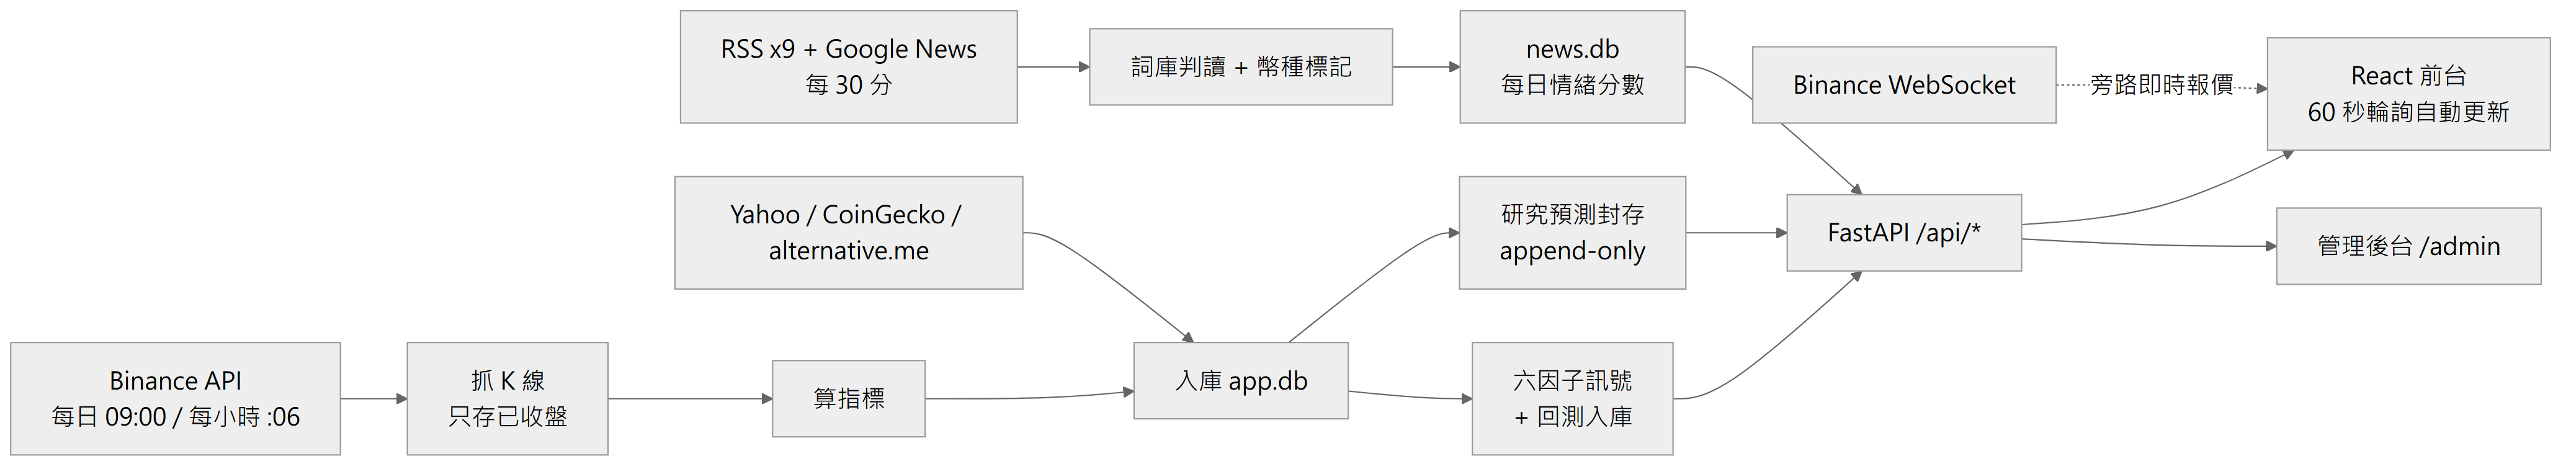 RSS x9 + Google News
每 30 分
詞庫判讀 + 幣種標記
news.db
每日情緒分數
Binance WebSocket
旁路即時報價
React 前台
60 秒輪詢自動更新
Yahoo / CoinGecko /
alternative.me
研究預測封存
append-only
FastAPI /api/*
管理後台 /admin
Binance API
每日 09:00 / 每小時 :06
抓 K 線
只存已收盤
算指標
入庫 app.db
六因子訊號
+ 回測入庫